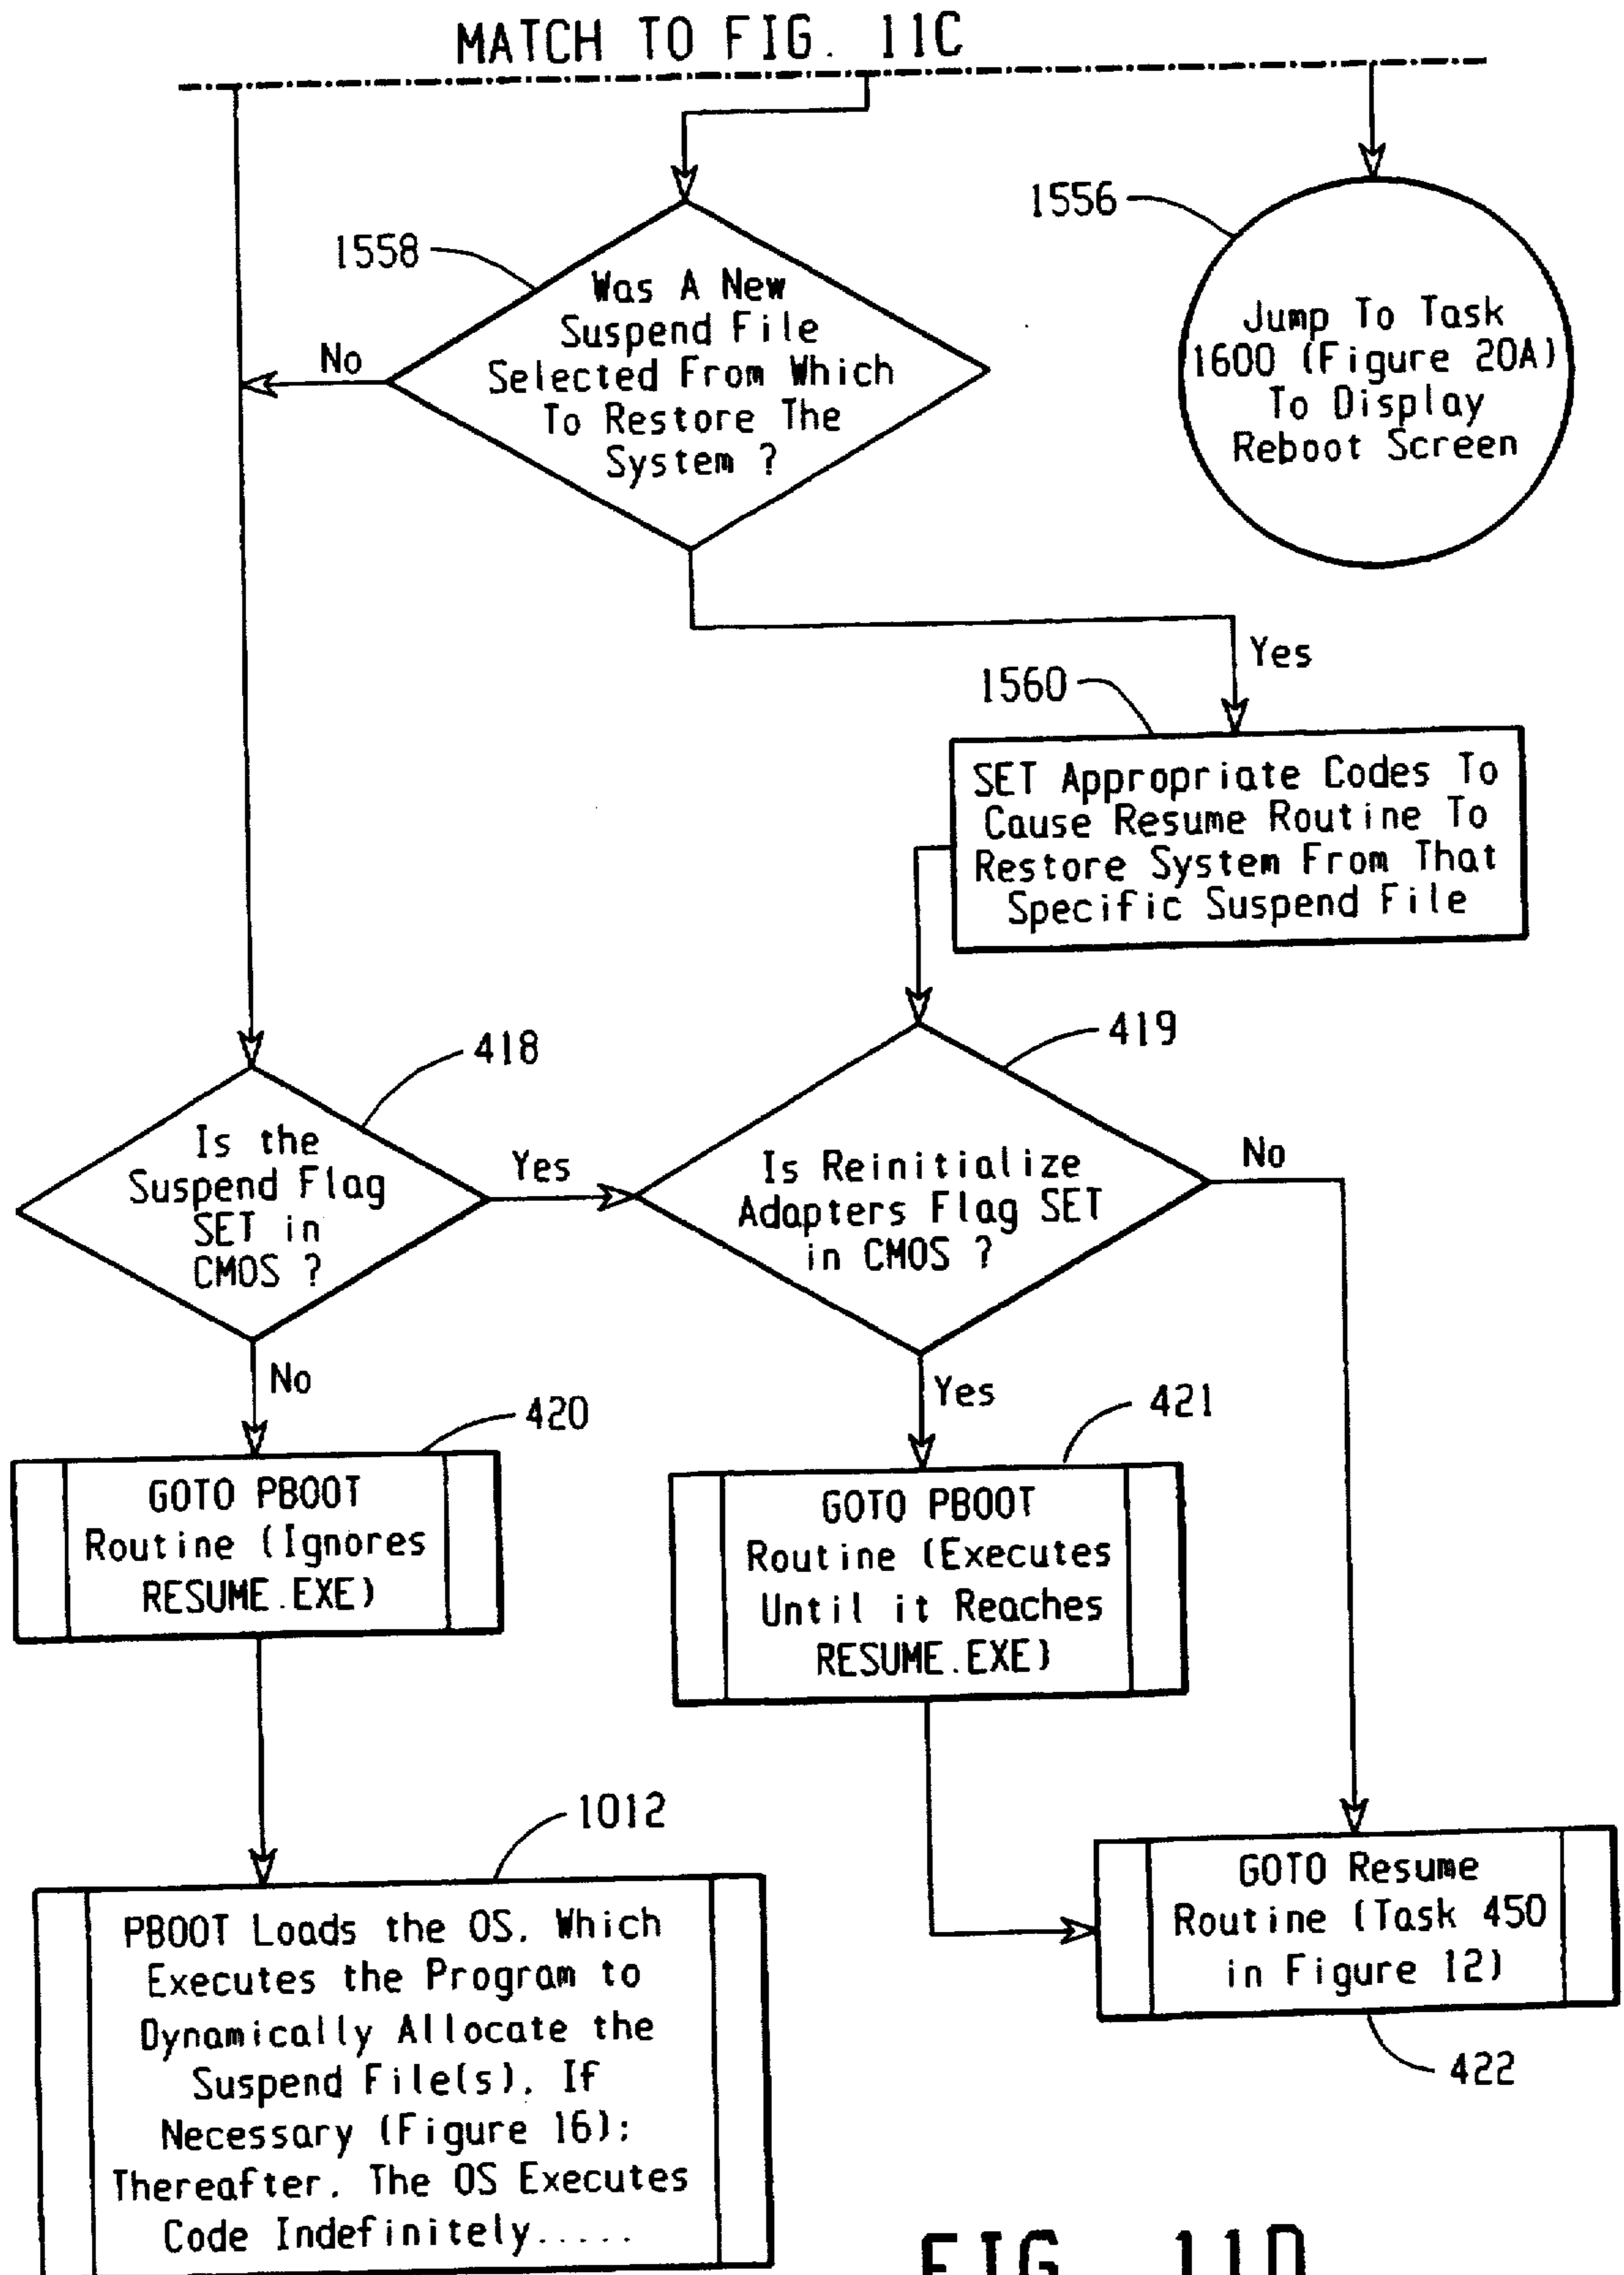 MATCH TO FIG. 11C
1558
Was A New
Suspend File
Selected From Which
To Restore The
System ?
No
1556
Jump To Task
1600 (Figure 20A)
To Display
Reboot Screen
Yes
1560
SET Appropriate Codes To
Cause Resume Routine To
Restore System From That
Specific Suspend File
418
Is the
Suspend Flag
SET in
CMOS ?
Yes
419
Is Reinitialize
Adapters Flag SET
in CMOS ?
No
No
420
GOTO PBOOT
Routine (Ignores
RESUME.EXE)
Yes
421
GOTO PBOOT
Routine (Executes
Until it Reaches
RESUME.EXE)
1012
PBOOT Loads the OS, Which
Executes the Program to
Dynamically Allocate the
Suspend File(s), If
Necessary (Figure 16);
Thereafter, The OS Executes
Code Indefinitely.....
GOTO Resume
Routine (Task 450
in Figure 12)
422
FIG. 11D